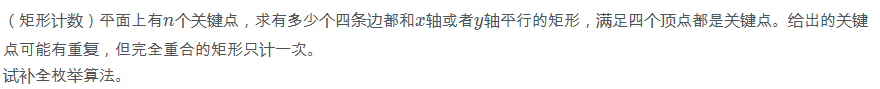 （矩形计数）平面上有n个关键点，求有多少个四条边都和x轴或者y轴平行的矩形，满足四个顶点都是关键点。给出的关键
点可能有重复，但完全重合的矩形只计一次。
试补全枚举算法。